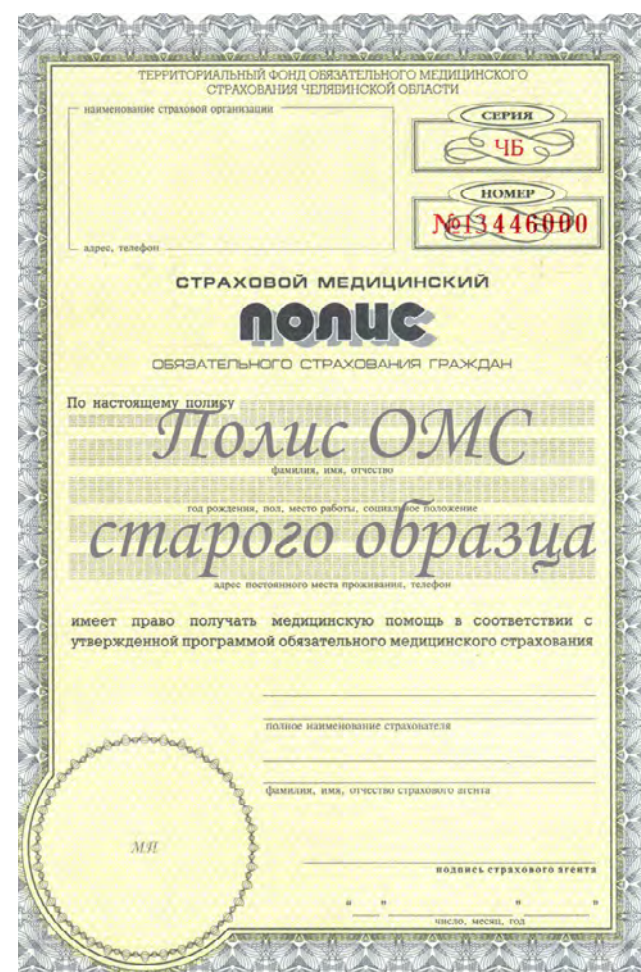 ТЕРРИТОРИАЛЬНЫЙ ФОНД ОБЯЗАТЕЛЬНОГО МЕДИЦИНСКОГО
СТРАХОВАНИЯ ЧЕЛЯБИНСКОЙ ОБЛАСТИ
наименование страховой организации
СЕРИЯ
ЧБ
НОМЕР
№13446000
адрес, телефон
СТРАХОВОЙ МЕДИЦИНСКИЙ
ПОЛИС
ОБЯЗАТЕЛЬНОГО СТРАХОВАНИЯ ГРАЖДАН
По настоящему полису
Полис ОМС
фамилия, имя, отчество
год рождения, пол, место работы, социальное положение
старого образца
адрес постоянного места проживания, телефон
имеет право получать медицинскую помощь в соответствии с
утвержденной программой обязательного медицинского страхования
полное наименование страхователя
фамилия, имя, отчество страхового агента
МП
подпись страхового агента
" " " "
число, месяц, год